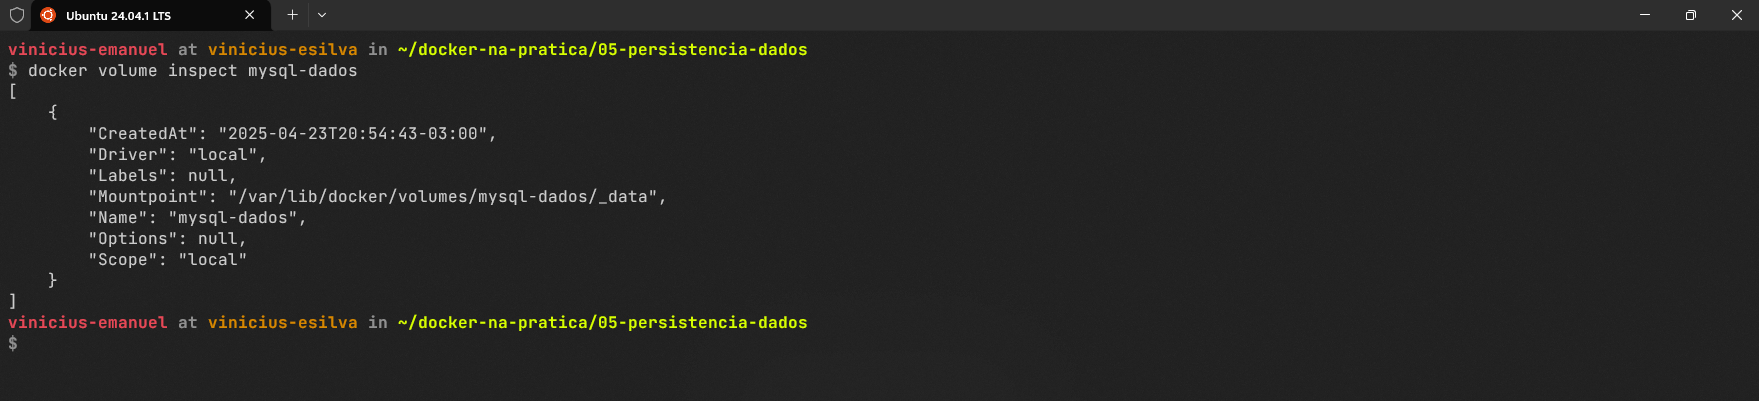 Ubuntu 24.04.1 LTS
vinicius-emanuel at vinicius-esilva in ~/docker-na-pratica/05-persistencia-dados
$ docker volume inspect mysql-dados
[
    {
        "CreatedAt": "2025-04-23T20:54:43-03:00",
        "Driver": "local",
        "Labels": null,
        "Mountpoint": "/var/lib/docker/volumes/mysql-dados/_data",
        "Name": "mysql-dados",
        "Options": null,
        "Scope": "local"
    }
]
vinicius-emanuel at vinicius-esilva in ~/docker-na-pratica/05-persistencia-dados
$